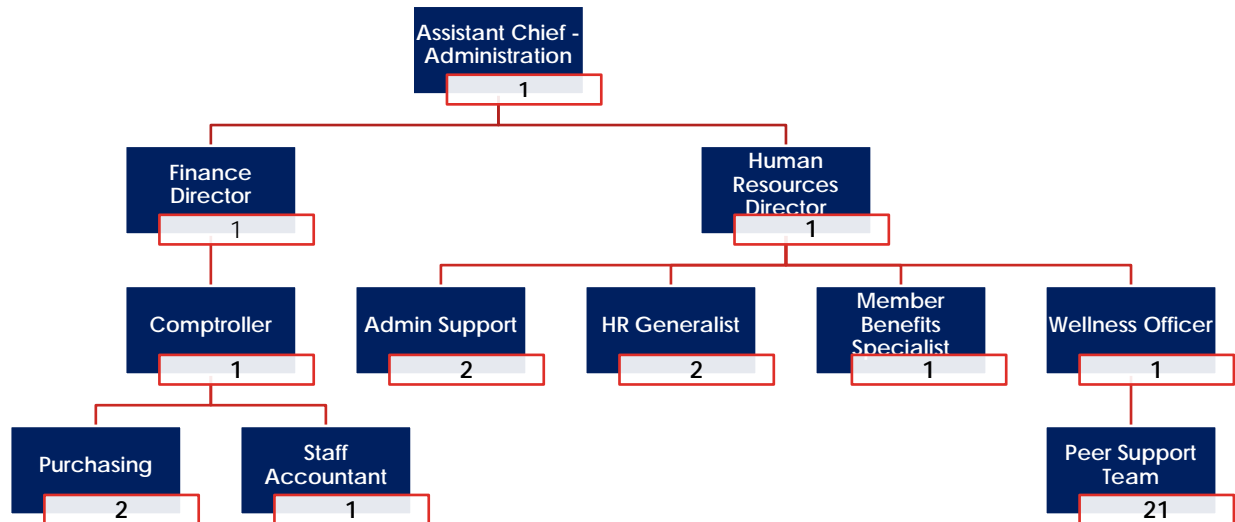 Assistant Chief -
Administration
1
Finance
Director
1
Human
Resources
Director
1
Comptroller
1
Admin Support
2
HR Generalist
2
Member
Benefits
Specialist
1
Wellness Officer
1
Purchasing
2
Staff
Accountant
1
Peer Support
Team
21